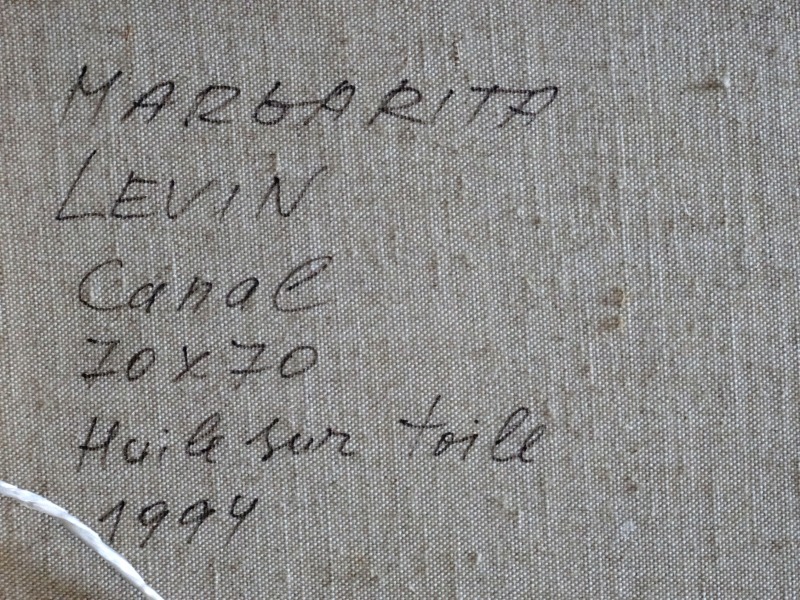 MARGARITA
LEVIN
Canal
70x70
Huile sur toile
1994